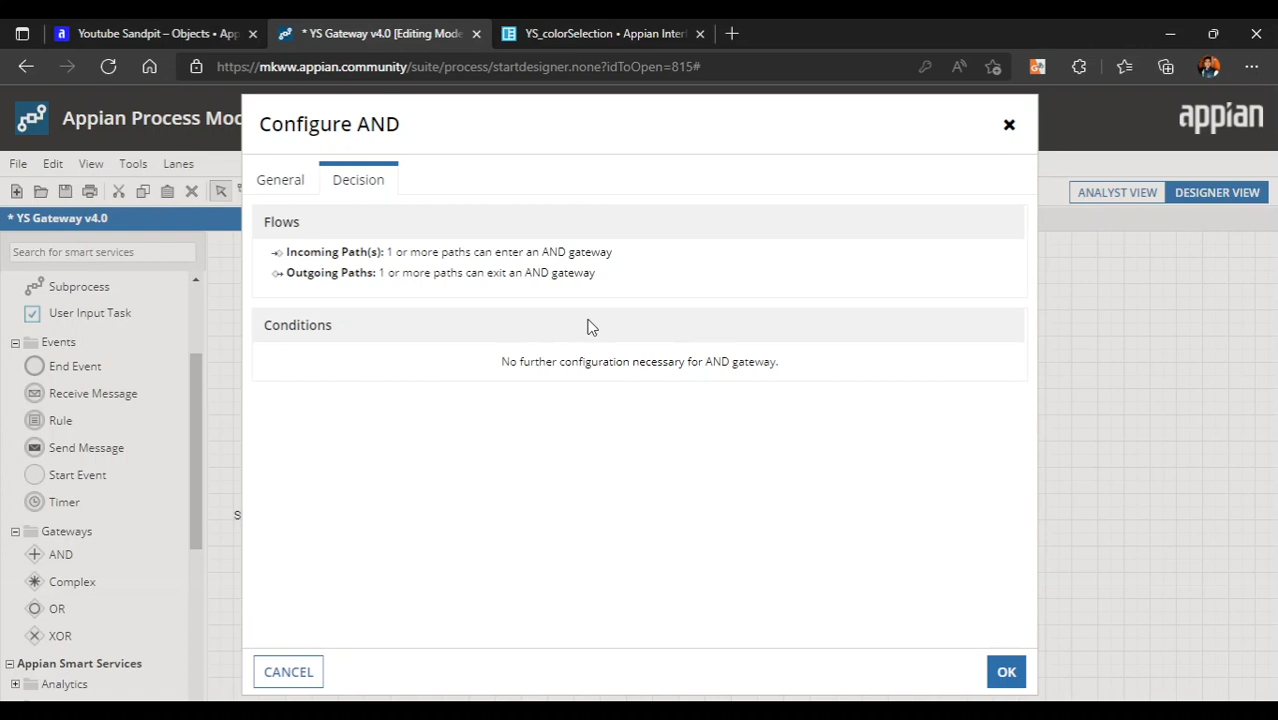 Youtube Sandpit – Objects • App
* YS Gateway v4.0 [Editing Mode
YS_colorSelection • Appian Inter
https://mkww.appian.community/suite/process/startdesigner.none?idToOpen=815#
Appian Process Mod
appian
File Edit View Tools Lanes
ANALYST VIEW DESIGNER VIEW
* YS Gateway v4.0
Search for smart services
Subprocess
User Input Task
Events
End Event
Receive Message
Rule
Send Message
Start Event
Timer
Gateways
AND
Complex
OR
XOR
Appian Smart Services
Analytics
S
Configure AND
General Decision
Flows
Incoming Path(s): 1 or more paths can enter an AND gateway
Outgoing Paths: 1 or more paths can exit an AND gateway
Conditions
No further configuration necessary for AND gateway.
CANCEL OK